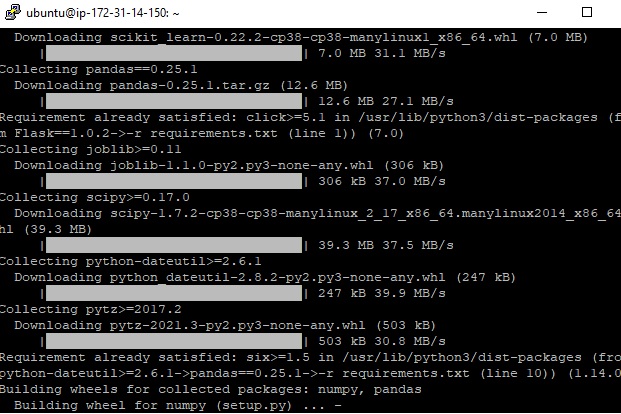 ubuntu@ip-172-31-14-150: ~
Downloading scikit_learn-0.22.2-cp38-cp38-manylinux1_x86_64.whl (7.0 MB)
| | 7.0 MB 31.1 MB/s
Collecting pandas==0.25.1
Downloading pandas-0.25.1.tar.gz (12.6 MB)
| | 12.6 MB 27.1 MB/s
Requirement already satisfied: click>=5.1 in /usr/lib/python3/dist-packages (f
m Flask==1.0.2->-r requirements.txt (line 1)) (7.0)
Collecting joblib>=0.11
Downloading joblib-1.1.0-py2.py3-none-any.whl (306 kB)
| | 306 kB 37.0 MB/s
Collecting scipy>=0.17.0
Downloading scipy-1.7.2-cp38-cp38-manylinux_2_17_x86_64.manylinux2014_x86_64
hl (39.3 MB)
| | 39.3 MB 37.5 MB/s
Collecting python-dateutil>=2.6.1
Downloading python_dateutil-2.8.2-py2.py3-none-any.whl (247 kB)
| | 247 kB 39.9 MB/s
Collecting pytz>=2017.2
Downloading pytz-2021.3-py2.py3-none-any.whl (503 kB)
| | 503 kB 30.8 MB/s
Requirement already satisfied: six>=1.5 in /usr/lib/python3/dist-packages (fro
python-dateutil>=2.6.1->pandas==0.25.1->-r requirements.txt (line 10)) (1.14.0
Building wheels for collected packages: numpy, pandas
Building wheel for numpy (setup.py) ... -